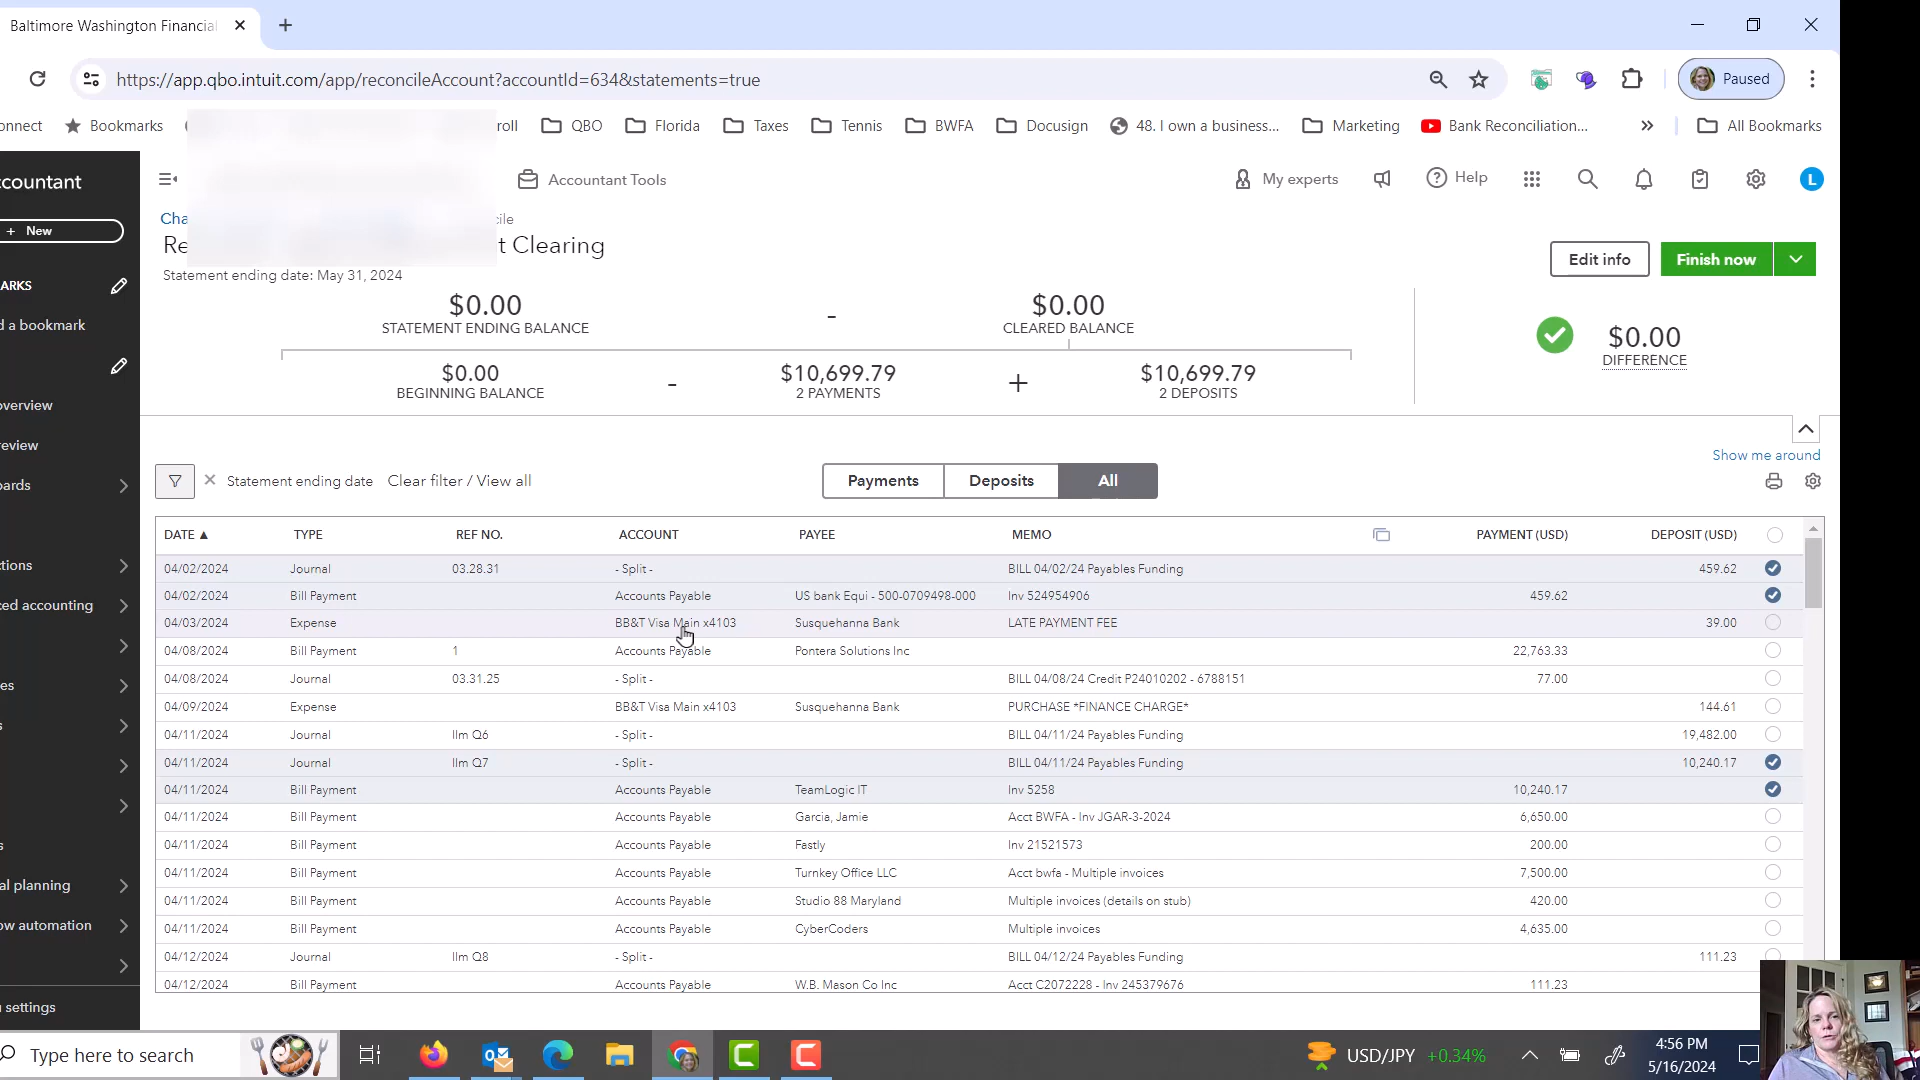 Baltimore Washington Financial
https://app.qbo.intuit.com/app/reconcileAccount?accountId=634&statements=true
Paused
onnect Bookmarks roll QBO Florida Taxes Tennis BWFA Docusign 48. I own a business... Marketing Bank Reconciliation... » All Bookmarks
ccountant
Accountant Tools
My experts Help L
Cha cile
+ New
Re t Clearing
Statement ending date: May 31, 2024
Edit info Finish now
ARKS
d a bookmark
overview
review
oards
tions
ced accounting
es
s
s
al planning
ow automation
settings
$0.00 - $0.00
STATEMENT ENDING BALANCE CLEARED BALANCE
$0.00
DIFFERENCE
$0.00 - $10,699.79 + $10,699.79
BEGINNING BALANCE 2 PAYMENTS 2 DEPOSITS
Show me around
Statement ending date Clear filter / View all
Payments Deposits All
DATE ▲ TYPE REF NO. ACCOUNT PAYEE MEMO PAYMENT (USD) DEPOSIT (USD)
04/02/2024 Journal 03.28.31 - Split - BILL 04/02/24 Payables Funding 459.62
04/02/2024 Bill Payment Accounts Payable US bank Equi - 500-0709498-000 Inv 524954906 459.62
04/03/2024 Expense BB&T Visa Main x4103 Susquehanna Bank LATE PAYMENT FEE 39.00
04/08/2024 Bill Payment 1 Accounts Payable Pontera Solutions Inc 22,763.33
04/08/2024 Journal 03.31.25 - Split - BILL 04/08/24 Credit P24010202 - 6788151 77.00
04/09/2024 Expense BB&T Visa Main x4103 Susquehanna Bank PURCHASE *FINANCE CHARGE* 144.61
04/11/2024 Journal llm Q6 - Split - BILL 04/11/24 Payables Funding 19,482.00
04/11/2024 Journal llm Q7 - Split - BILL 04/11/24 Payables Funding 10,240.17
04/11/2024 Bill Payment Accounts Payable TeamLogic IT Inv 5258 10,240.17
04/11/2024 Bill Payment Accounts Payable Garcia, Jamie Acct BWFA - Inv JGAR-3-2024 6,650.00
04/11/2024 Bill Payment Accounts Payable Fastly Inv 21521573 200.00
04/11/2024 Bill Payment Accounts Payable Turnkey Office LLC Acct bwfa - Multiple invoices 7,500.00
04/11/2024 Bill Payment Accounts Payable Studio 88 Maryland Multiple invoices (details on stub) 420.00
04/11/2024 Bill Payment Accounts Payable CyberCoders Multiple invoices 4,635.00
04/12/2024 Journal llm Q8 - Split - BILL 04/12/24 Payables Funding 111.23
04/12/2024 Bill Payment Accounts Payable W.B. Mason Co Inc Acct C2072228 - Inv 245379676 111.23
Type here to search
USD/JPY +0.34%
4:56 PM
5/16/2024